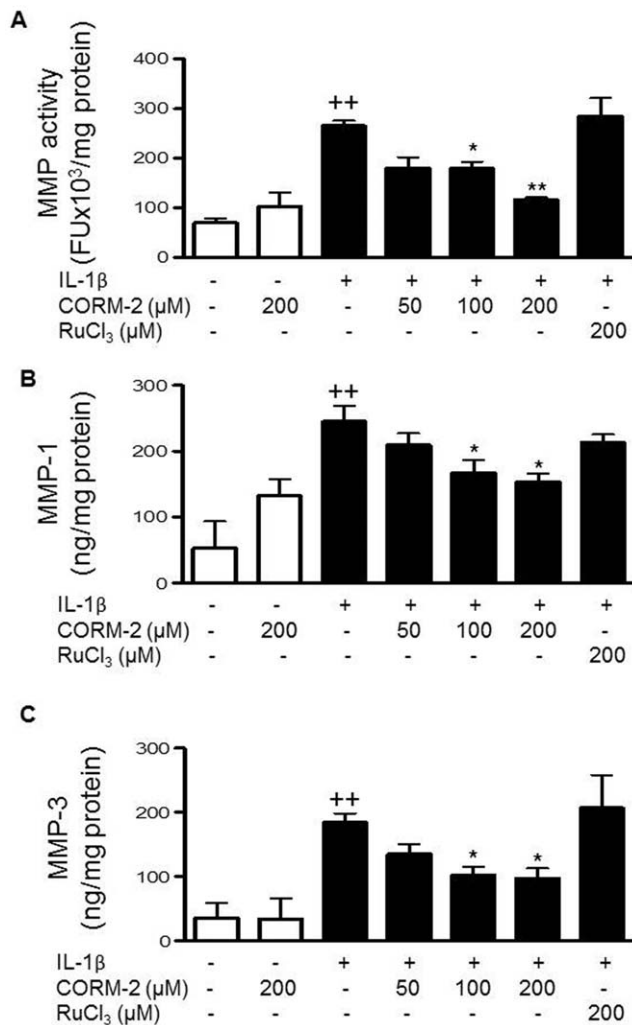 A
MMP activity
(FUx10³/mg protein)
400
300
200
100
0
++
*
**
IL-1β - - + + + + +
CORM-2 (µM) - 200 - 50 100 200 -
RuCl₃ (µM) - - - - - - 200
B
MMP-1
(ng/mg protein)
300
200
100
0
++
*
*
IL-1β - - + + + + +
CORM-2 (µM) - 200 - 50 100 200 -
RuCl₃ (µM) - - - - - - 200
C
MMP-3
(ng/mg protein)
300
200
100
0
++
*
*
IL-1β - - + + + + +
CORM-2 (µM) - 200 - 50 100 200 -
RuCl₃ (µM) - - - - - - 200